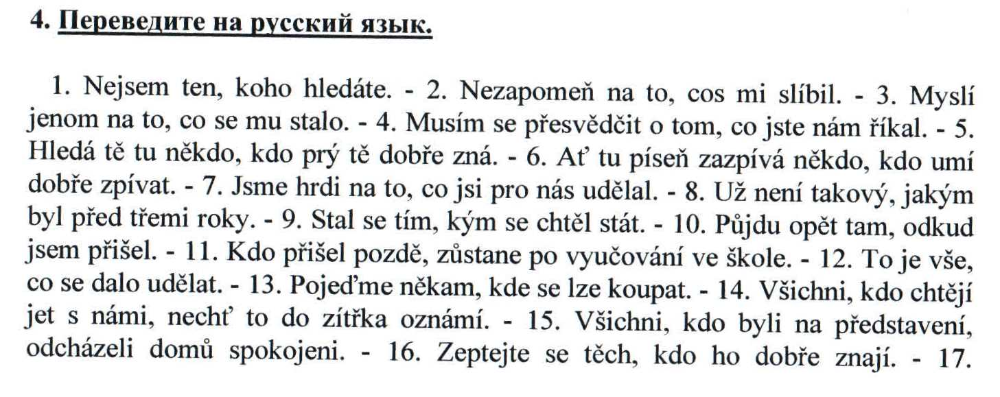 4. Переведите на русский язык.
1. Nejsem ten, koho hledáte. - 2. Nezapomeň na to, cos mi slíbil. - 3. Myslí
jenom na to, co se mu stalo. - 4. Musím se přesvědčit o tom, co jste nám říkal. - 5.
Hledá tě tu někdo, kdo prý tě dobře zná. - 6. Ať tu píseň zazpívá někdo, kdo umí
dobře zpívat. - 7. Jsme hrdi na to, co jsi pro nás udělal. - 8. Už není takový, jakým
byl před třemi roky. - 9. Stal se tím, kým se chtěl stát. - 10. Půjdu opět tam, odkud
jsem přišel. - 11. Kdo přišel pozdě, zůstane po vyučování ve škole. - 12. To je vše,
co se dalo udělat. - 13. Pojeďme někam, kde se lze koupat. - 14. Všichni, kdo chtějí
jet s námi, nechť to do zítřka oznámí. - 15. Všichni, kdo byli na představení,
odcházeli domů spokojeni. - 16. Zeptejte se těch, kdo ho dobře znají. - 17.